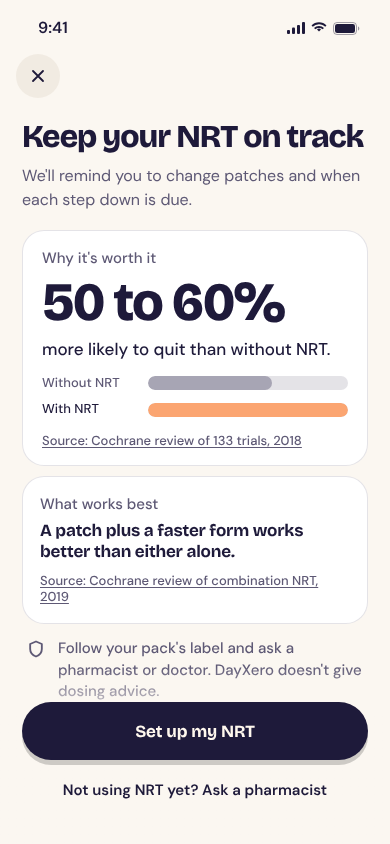 9:41
Keep your NRT on track
We'll remind you to change patches and when
each step down is due.
Why it's worth it
50 to 60%
more likely to quit than without NRT.
Without NRT
With NRT
Source: Cochrane review of 133 trials, 2018
What works best
A patch plus a faster form works
better than either alone.
Source: Cochrane review of combination NRT,
2019
Follow your pack's label and ask a
pharmacist or doctor. DayXero doesn't give
dosing advice.
Set up my NRT
Not using NRT yet? Ask a pharmacist